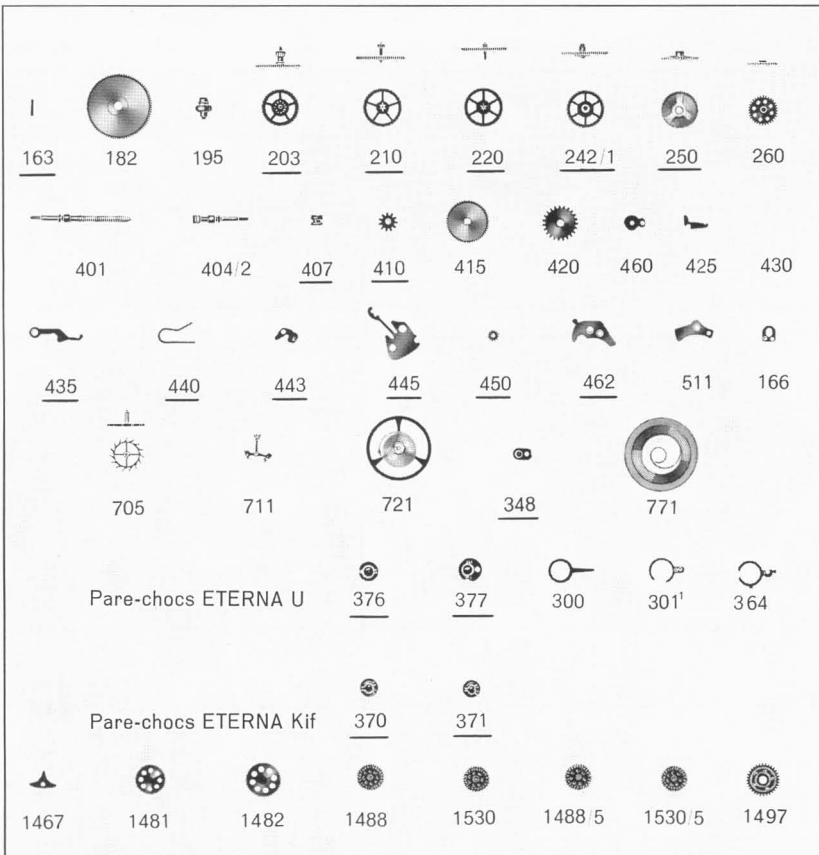 163 182 195 203 210 220 242/1 250 260
401 404/2 407 410 415 420 460 425 430
435 440 443 445 450 462 511 166
705 711 721 348 771
Pare-chocs ETERNA U 376 377 300 301¹ 364
Pare-chocs ETERNA Kif 370 371
1467 1481 1482 1488 1530 1488/5 1530/5 1497